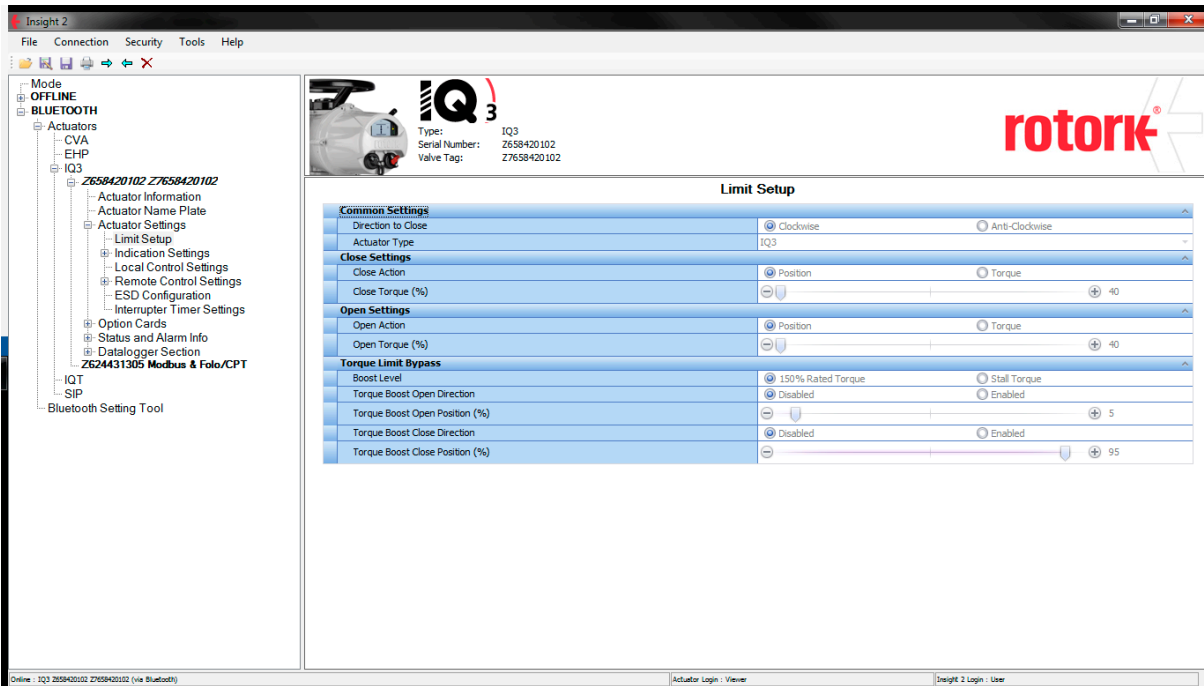 Insight 2
File Connection Security Tools Help
Mode
OFFLINE
BLUETOOTH
Actuators
CVA
EHP
IQ3
Z658420102 Z7658420102
Actuator Information
Actuator Name Plate
Actuator Settings
Limit Setup
Indication Settings
Local Control Settings
Remote Control Settings
ESD Configuration
Interrupter Timer Settings
Option Cards
Status and Alarm Info
Datalogger Section
Z624431305 Modbus & Folo/CPT
IQT
SIP
Bluetooth Setting Tool
IQ3
Type: IQ3
Serial Number: Z658420102
Valve Tag: Z7658420102
rotork®
Limit Setup
Common Settings
Direction to Close Clockwise Anti-Clockwise
Actuator Type IQ3
Close Settings
Close Action Position Torque
Close Torque (%) 40
Open Settings
Open Action Position Torque
Open Torque (%) 40
Torque Limit Bypass
Boost Level 150% Rated Torque Stall Torque
Torque Boost Open Direction Disabled Enabled
Torque Boost Open Position (%) 5
Torque Boost Close Direction Disabled Enabled
Torque Boost Close Position (%) 95
Online : IQ3 Z658420102 Z7658420102 (via Bluetooth) Actuator Login : Viewer Insight 2 Login : User